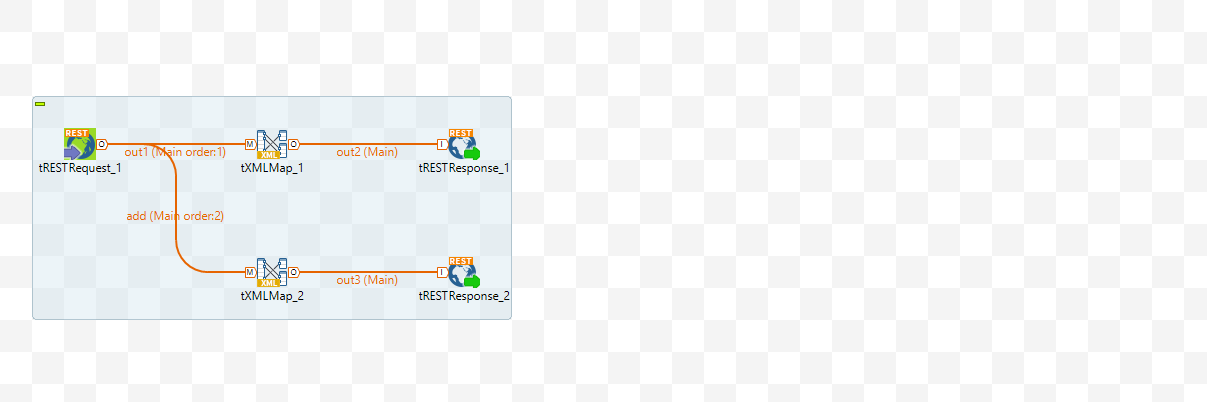 REST
O
out1 (Main order:1)
M
XML
O
out2 (Main)
I
REST
tRESTRequest_1
tXMLMap_1
tRESTResponse_1
add (Main order:2)
M
XML
O
out3 (Main)
I
REST
tXMLMap_2
tRESTResponse_2